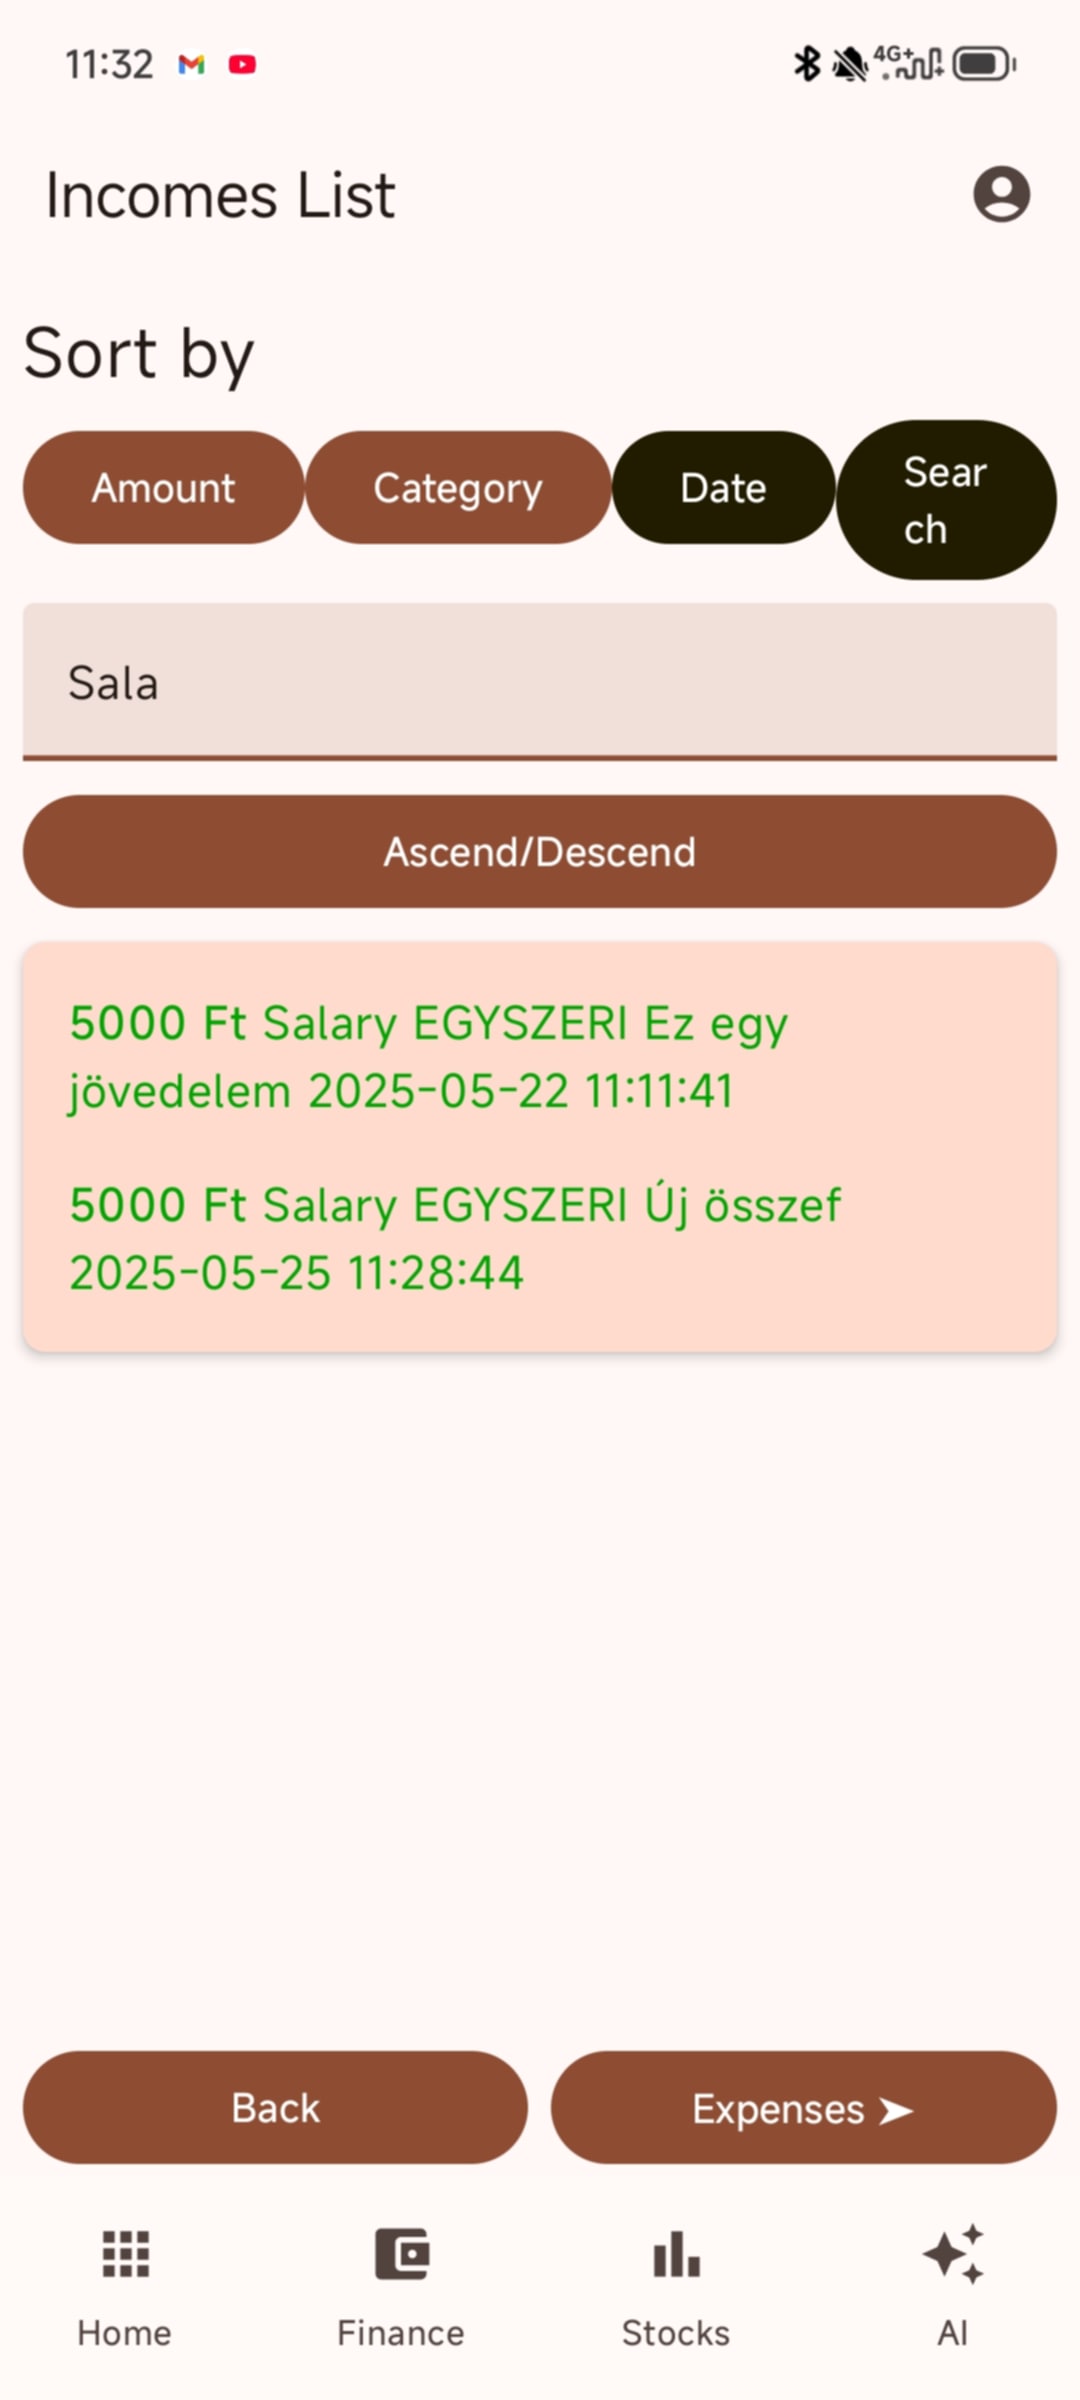 11:32
4G+
Incomes List
Sort by
Amount
Category
Date
Sear
ch
Sala
Ascend/Descend
5000 Ft Salary EGYSZERI Ez egy
jövedelem 2025-05-22 11:11:41
5000 Ft Salary EGYSZERI Új összef
2025-05-25 11:28:44
Back
Expenses ➤
Home
Finance
Stocks
AI